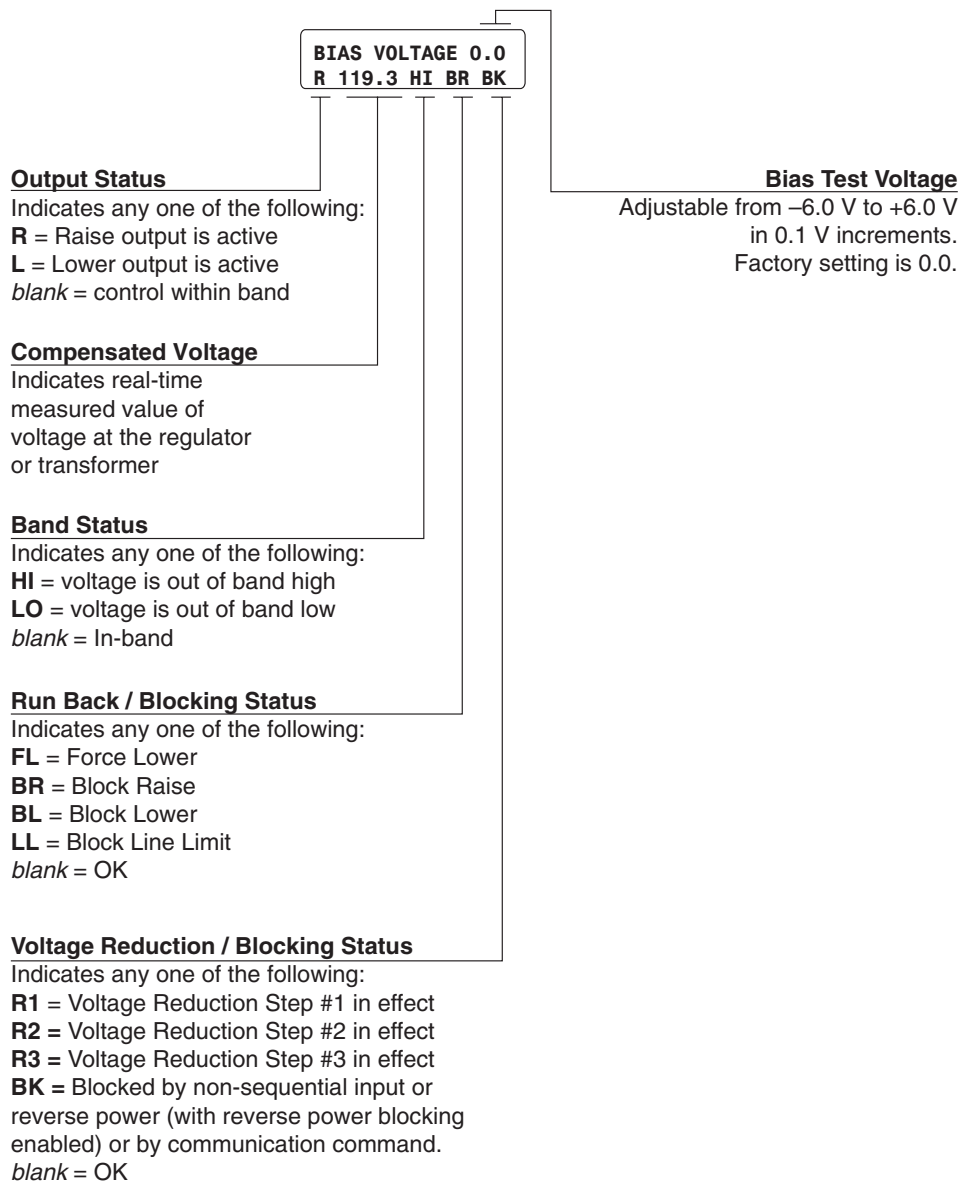 BIAS VOLTAGE 0.0
R 119.3 HI BR BK
Output Status
Indicates any one of the following:
R = Raise output is active
L = Lower output is active
blank = control within band
Bias Test Voltage
Adjustable from –6.0 V to +6.0 V
in 0.1 V increments.
Factory setting is 0.0.
Compensated Voltage
Indicates real-time
measured value of
voltage at the regulator
or transformer
Band Status
Indicates any one of the following:
HI = voltage is out of band high
LO = voltage is out of band low
blank = In-band
Run Back / Blocking Status
Indicates any one of the following:
FL = Force Lower
BR = Block Raise
BL = Block Lower
LL = Block Line Limit
blank = OK
Voltage Reduction / Blocking Status
Indicates any one of the following:
R1 = Voltage Reduction Step #1 in effect
R2 = Voltage Reduction Step #2 in effect
R3 = Voltage Reduction Step #3 in effect
BK = Blocked by non-sequential input or
reverse power (with reverse power blocking
enabled) or by communication command.
blank = OK